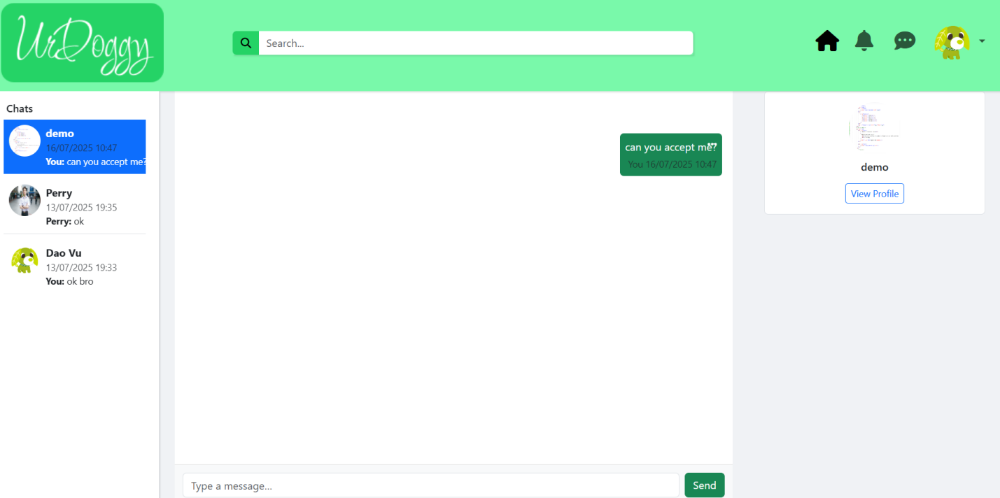 UrDoggy
Search...
Chats
demo
16/07/2025 10:47
You: can you accept me?
Perry
13/07/2025 19:35
Perry: ok
Dao Vu
13/07/2025 19:33
You: ok bro
can you accept me?
You 16/07/2025 10:47
Type a message...
Send
demo
View Profile